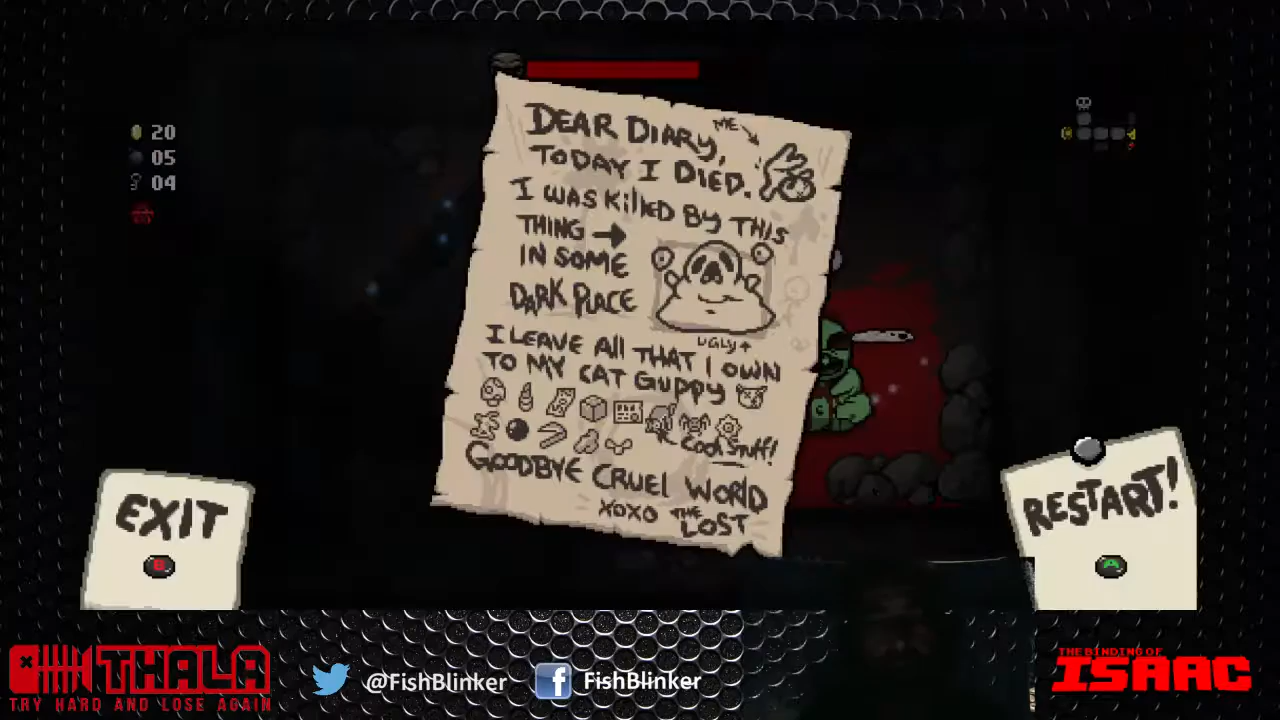 20
05
04
DEAR DIARY,
ME
TODAY I DIED.
I WAS KILLED BY THIS
THING →
IN SOME
DARK PLACE
UGLY
I LEAVE ALL THAT I OWN
TO MY CAT GUPPY
COOL STUFF!
GOODBYE CRUEL WORLD
XOXO THE LOST
EXIT
B
RESTART!
A
THALA
TRY HARD AND LOSE AGAIN
@FishBlinker
f FishBlinker
THE BINDING OF
ISAAC